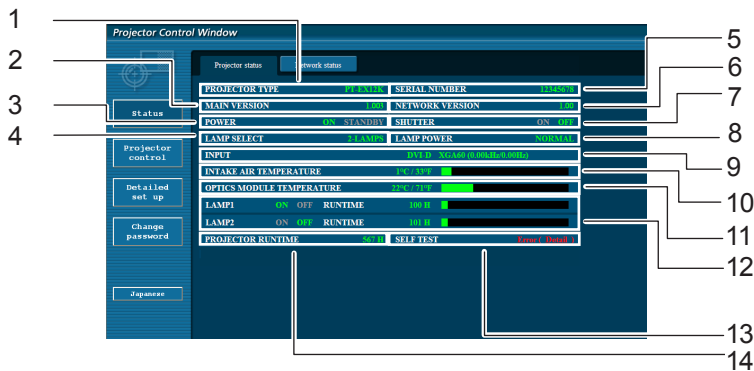 Projector Control Window
Projector status
Network status
PROJECTOR TYPE PT-EX12K SERIAL NUMBER 12345678
MAIN VERSION 1.003 NETWORK VERSION 1.00
POWER ON STANDBY SHUTTER ON OFF
LAMP SELECT 2-LAMPS LAMP POWER NORMAL
INPUT DVI-D XGA60 (0.00kHz/0.00Hz)
INTAKE AIR TEMPERATURE 1°C / 33°F
OPTICS MODULE TEMPERATURE 22°C / 71°F
LAMP1 ON OFF RUNTIME 100 H
LAMP2 ON OFF RUNTIME 101 H
PROJECTOR RUNTIME 567 H SELF TEST Error ( Detail )
Status
Projector
control
Detailed
set up
Change
password
Japanese
1
2
3
4
5
6
7
8
9
10
11
12
13
14